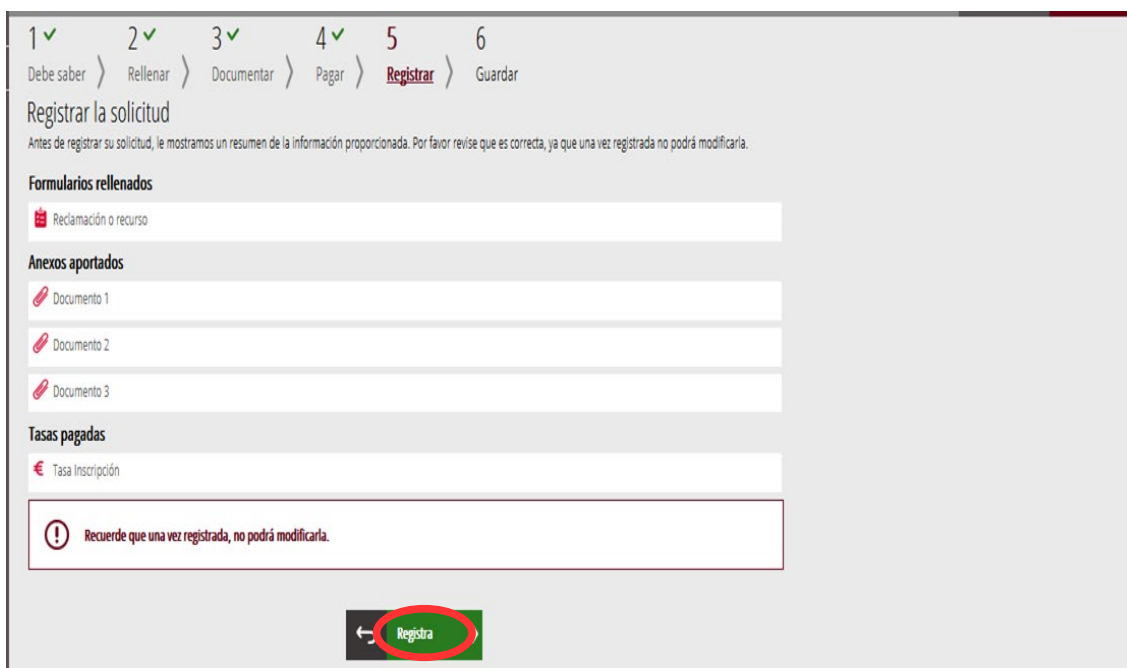 1 2 3 4 5 6
Debe saber Rellenar Documentar Pagar Registrar Guardar
Registrar la solicitud
Antes de registrar su solicitud, le mostramos un resumen de la información proporcionada. Por favor revise que es correcta, ya que una vez registrada no podrá modificarla.
Formularios rellenados
Reclamación o recurso
Anexos aportados
Documento 1
Documento 2
Documento 3
Tasas pagadas
€ Tasa Inscripción
Recuerde que una vez registrada, no podrá modificarla.
Registra